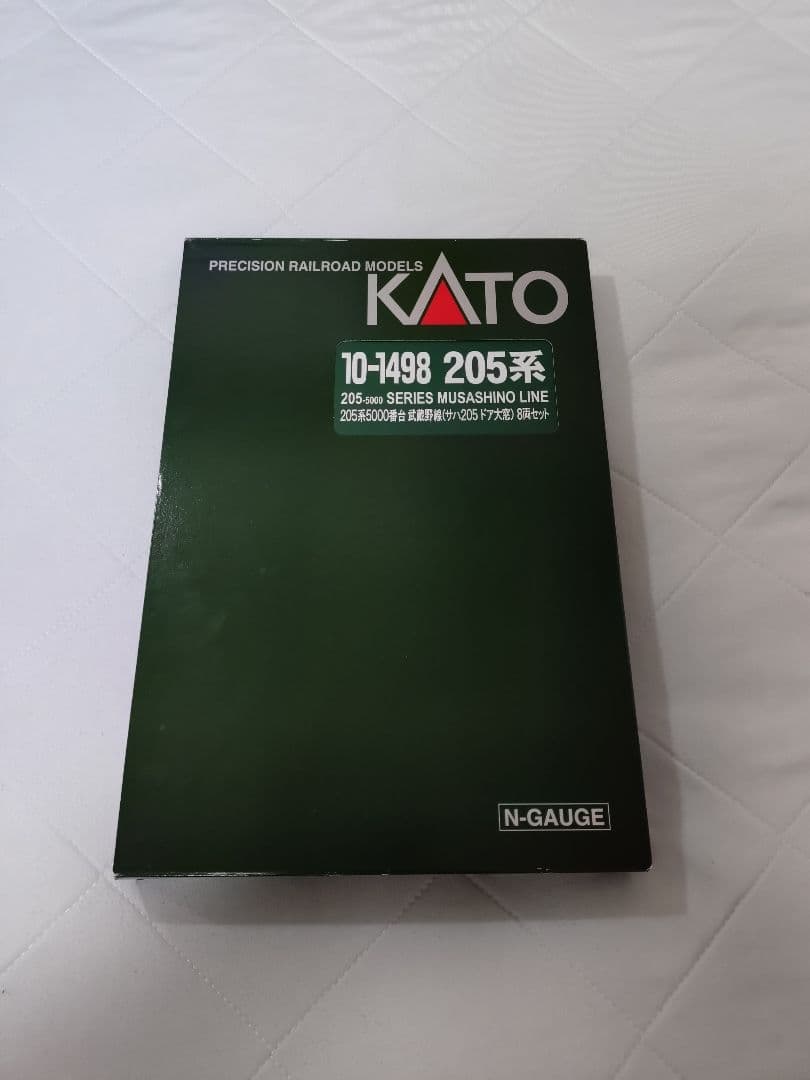 PRECISION RAILROAD MODELS
KATO
10-1498 205系
205-5000 SERIES MUSASHINO LINE
205系5000番台 武蔵野線(サハ205ドア大窓) 8両セット
N-GAUGE